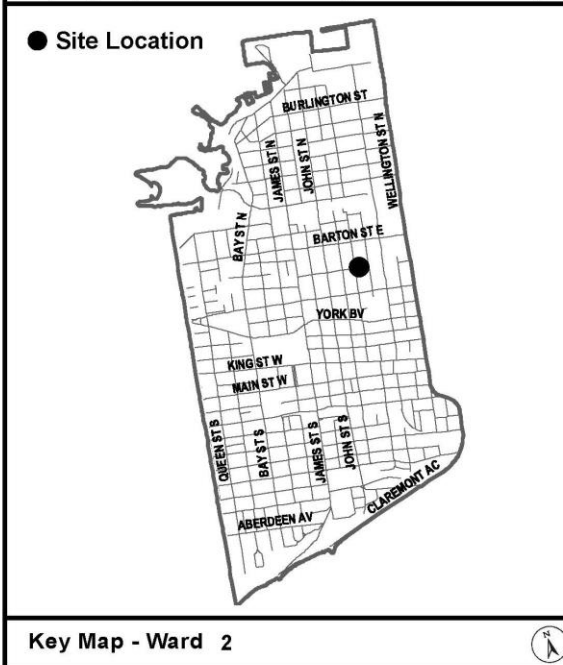 Site Location
BURLINGTON ST
JAMES ST N
JOHN ST N
WELLINGTON ST N
BAY ST N
BARTON ST E
YORK BV
KING ST W
MAIN ST W
QUEEN ST S
BAY ST S
JAMES ST S
JOHN ST S
CLAREMONT AC
ABERDEEN AV
Key Map - Ward 2
N